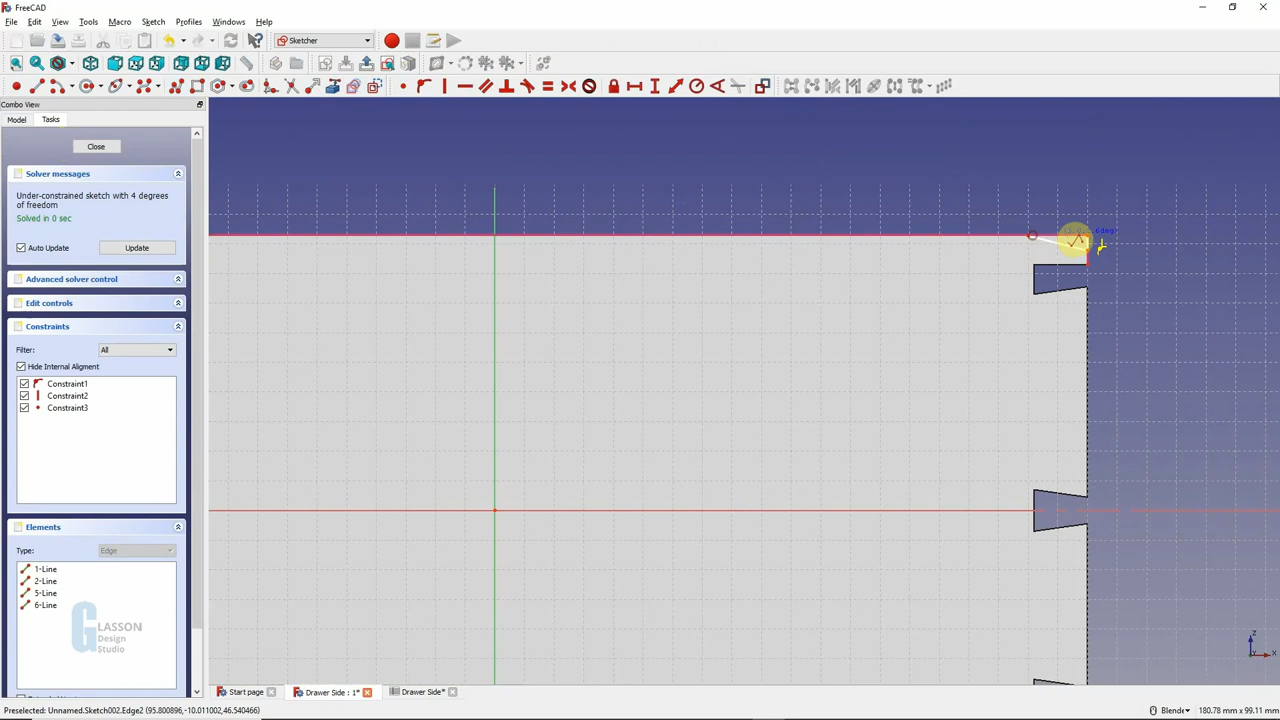 FreeCAD
File Edit View Tools Macro Sketch Profiles Windows Help
Sketcher
Combo View
Model Tasks
Close
Solver messages
Under-constrained sketch with 4 degrees
of freedom
Solved in 0 sec
Auto Update Update
Advanced solver control
Edit controls
Constraints
Filter: All
Hide Internal Aligment
Constraint1
Constraint2
Constraint3
Elements
Type: Edge
1-Line
2-Line
5-Line
6-Line
GLASSON
Design
Studio
Start page Drawer Side : 1* Drawer Side*
Preselected: Unnamed.Sketch002.Edge2 (95.800896,-10.011002,46.540466) Blender 180.78 mm x 99.11 mm
Z
Y
X